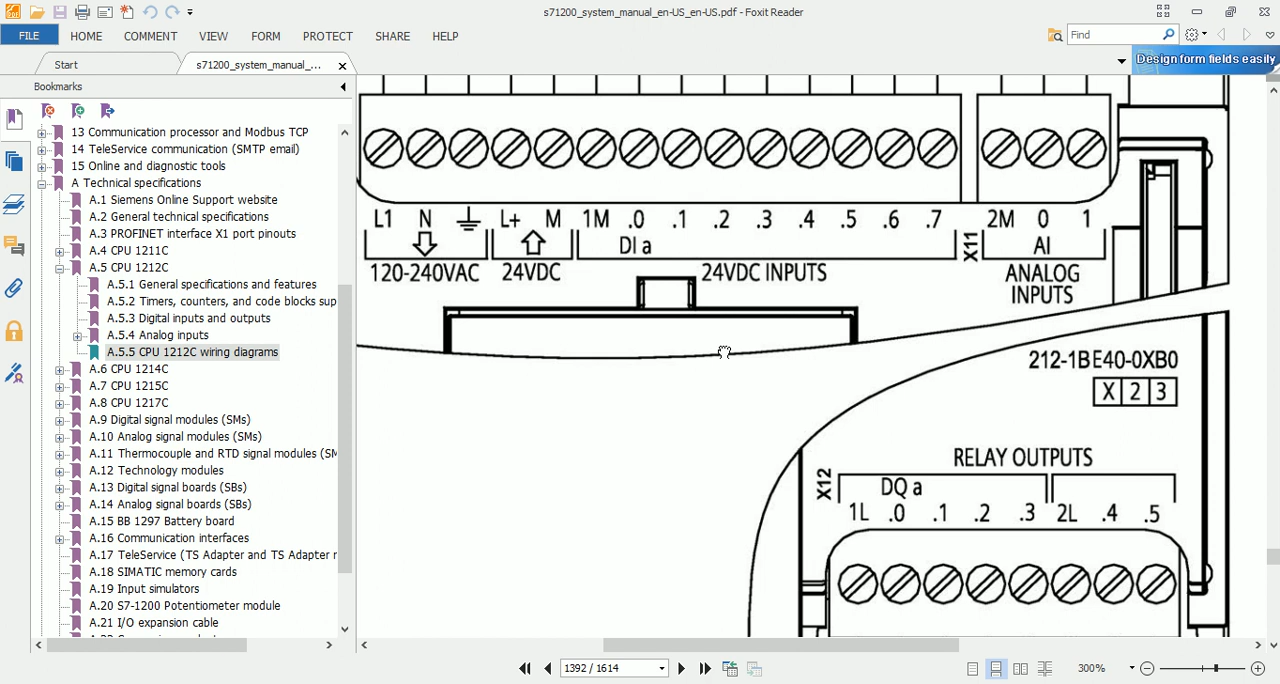 s71200_system_manual_en-US_en-US.pdf - Foxit Reader
FILE HOME COMMENT VIEW FORM PROTECT SHARE HELP
Find
Start
s71200_system_manual_...
Design form fields easily
Bookmarks
13 Communication processor and Modbus TCP
14 TeleService communication (SMTP email)
15 Online and diagnostic tools
A Technical specifications
A.1 Siemens Online Support website
A.2 General technical specifications
A.3 PROFINET interface X1 port pinouts
A.4 CPU 1211C
A.5 CPU 1212C
A.5.1 General specifications and features
A.5.2 Timers, counters, and code blocks sup
A.5.3 Digital inputs and outputs
A.5.4 Analog inputs
A.5.5 CPU 1212C wiring diagrams
A.6 CPU 1214C
A.7 CPU 1215C
A.8 CPU 1217C
A.9 Digital signal modules (SMs)
A.10 Analog signal modules (SMs)
A.11 Thermocouple and RTD signal modules (SM
A.12 Technology modules
A.13 Digital signal boards (SBs)
A.14 Analog signal boards (SBs)
A.15 BB 1297 Battery board
A.16 Communication interfaces
A.17 TeleService (TS Adapter and TS Adapter m
A.18 SIMATIC memory cards
A.19 Input simulators
A.20 S7-1200 Potentiometer module
A.21 I/O expansion cable
L1 N L+ M 1M .0 .1 .2 .3 .4 .5 .6 .7 X11 2M 0 1
DI a AI
120-240VAC 24VDC 24VDC INPUTS ANALOG
INPUTS
212-1BE40-0XB0
X 2 3
RELAY OUTPUTS
X12 DQ a
1L .0 .1 .2 .3 2L .4 .5
1392 / 1614
300%